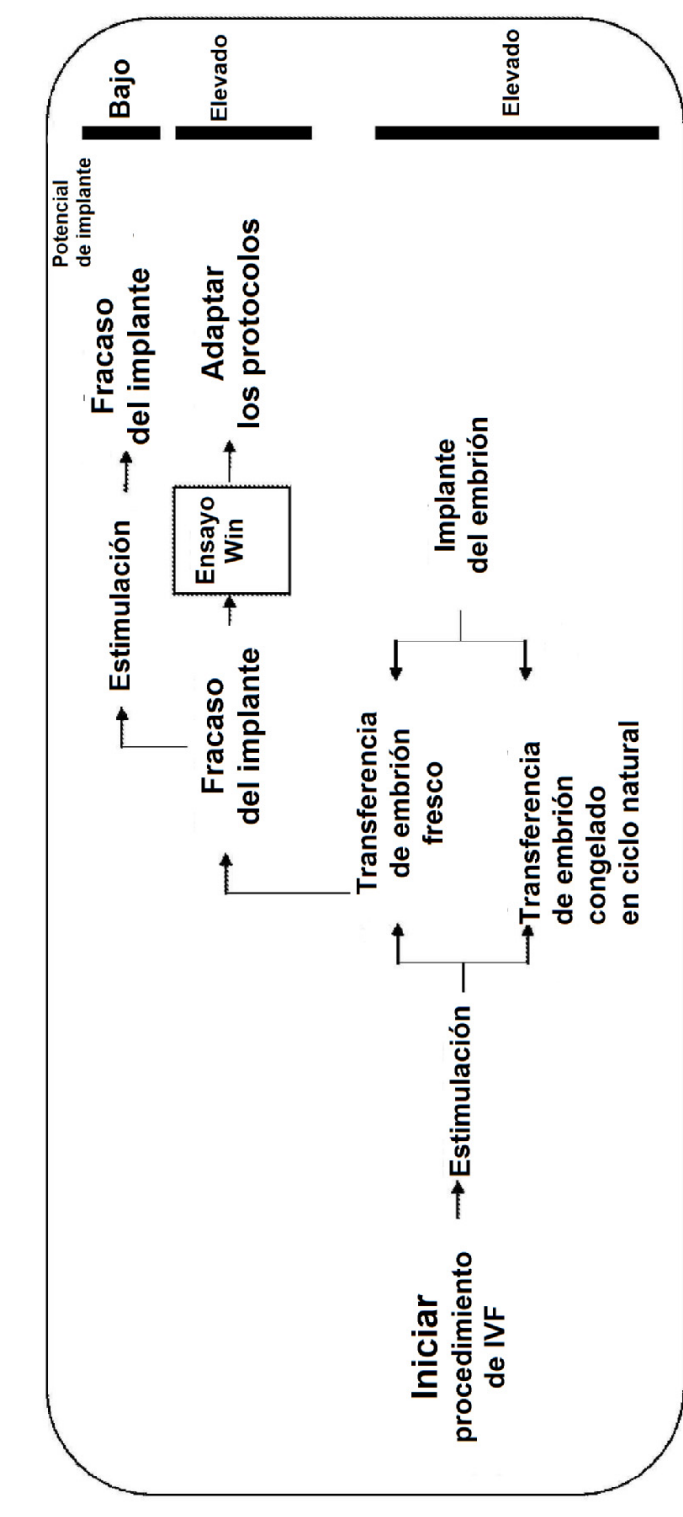 Potencial
de implante
Bajo
Estimulación
Fracaso
del implante
Elevado
Fracaso
del implante
Ensayo
Win
Adaptar
los protocolos
Elevado
Iniciar
procedimiento
de IVF
Estimulación
Transferencia
de embrión
fresco
Transferencia
de embrión
congelado
en ciclo natural
Implante
del embrión